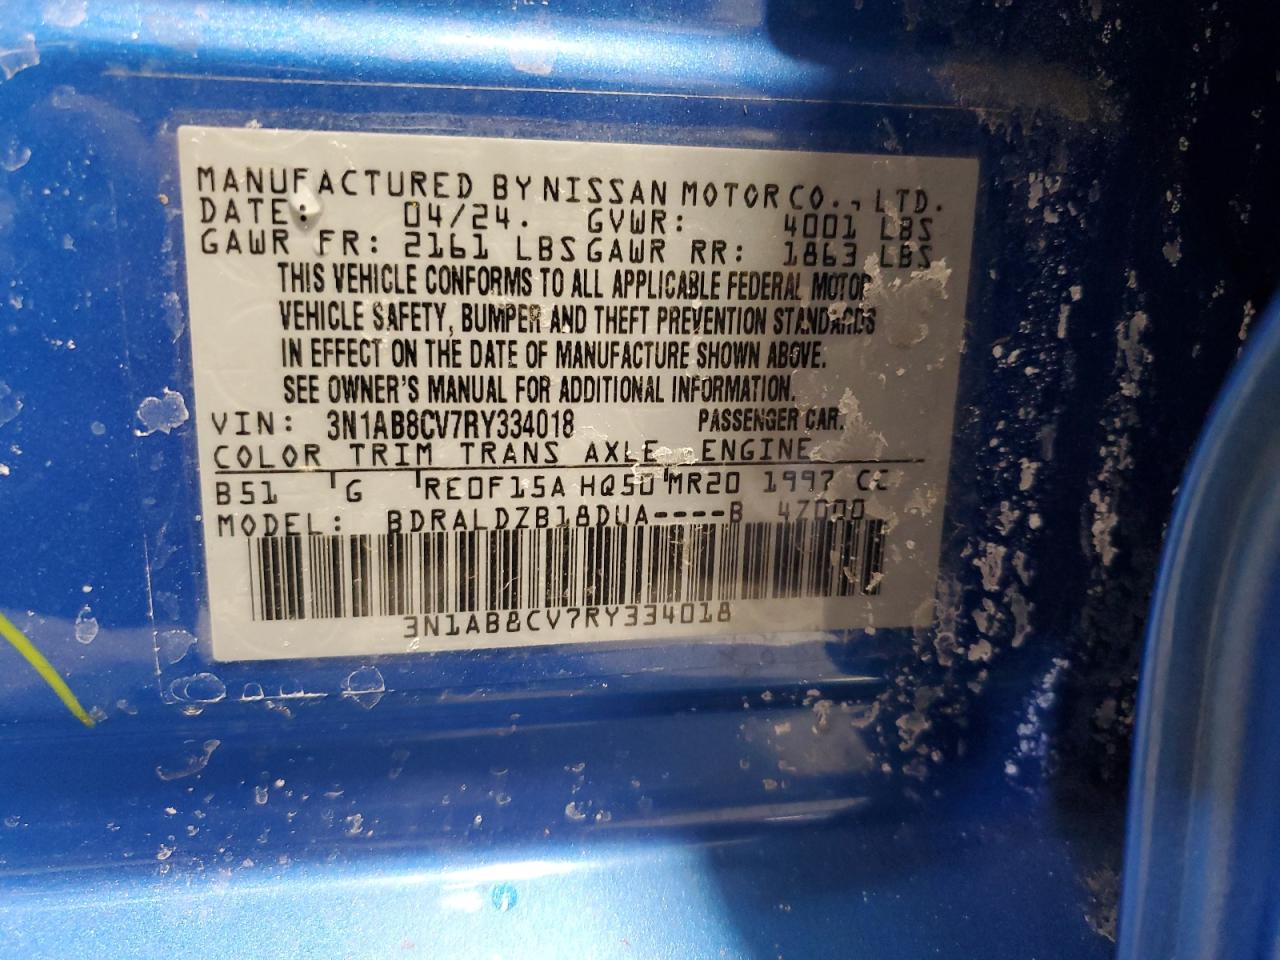 MANUFACTURED BY NISSAN MOTOR CO., LTD.
DATE: 04/24. GVWR: 4001 LBS
GAWR FR: 2161 LBS GAWR RR: 1863 LBS
THIS VEHICLE CONFORMS TO ALL APPLICABLE FEDERAL MOTOR
VEHICLE SAFETY, BUMPER AND THEFT PREVENTION STANDARDS
IN EFFECT ON THE DATE OF MANUFACTURE SHOWN ABOVE.
SEE OWNER'S MANUAL FOR ADDITIONAL INFORMATION.
VIN: 3N1AB8CV7RY334018 PASSENGER CAR.
COLOR TRIM TRANS AXLE ENGINE
B51 G RE0F15A HQ50 MR20 1997 CC
MODEL: BDRALDZB18DUA----B 47000
3N1AB8CV7RY334018